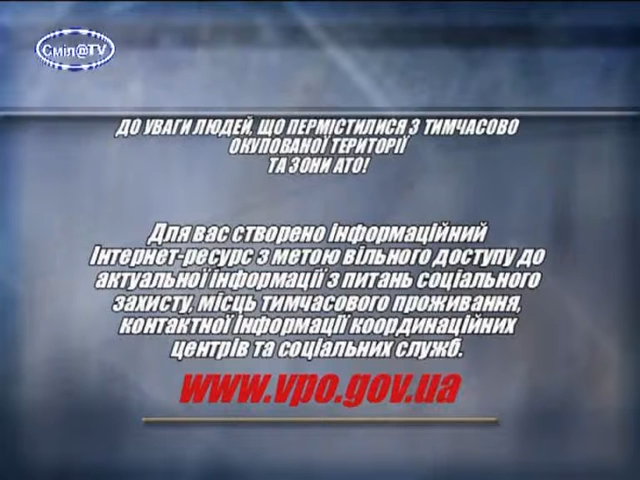 Сміл@TV
ДО УВАГИ ЛЮДЕЙ, ЩО ПЕРМІСТИЛИСЯ З ТИМЧАСОВО
ОКУПОВАНОЇ ТЕРИТОРІЇ
ТА ЗОНИ АТО!
Для вас створено інформаційний
інтернет-ресурс з метою вільного доступу до
актуальної інформації з питань соціального
захисту, місць тимчасового проживання,
контактної інформації координаційних
центрів та соціальних служб.
www.vpo.gov.ua